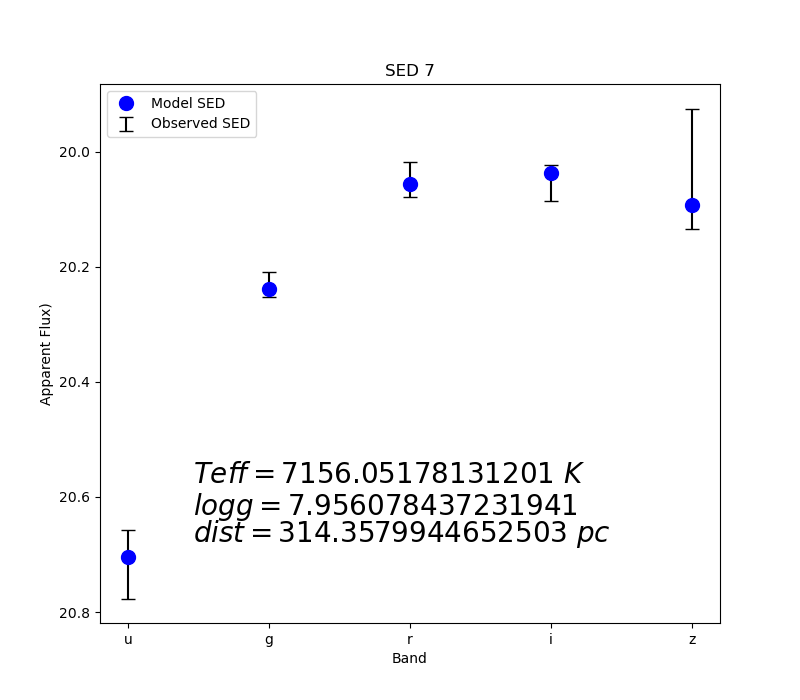 SED 7
Model SED
Observed SED
20.0
20.2
20.4
20.6
20.8
Apparent Flux)
Teff = 7156.05178131201 K
logg = 7.956078437231941
dist = 314.3579944652503 pc
u g r i z
Band